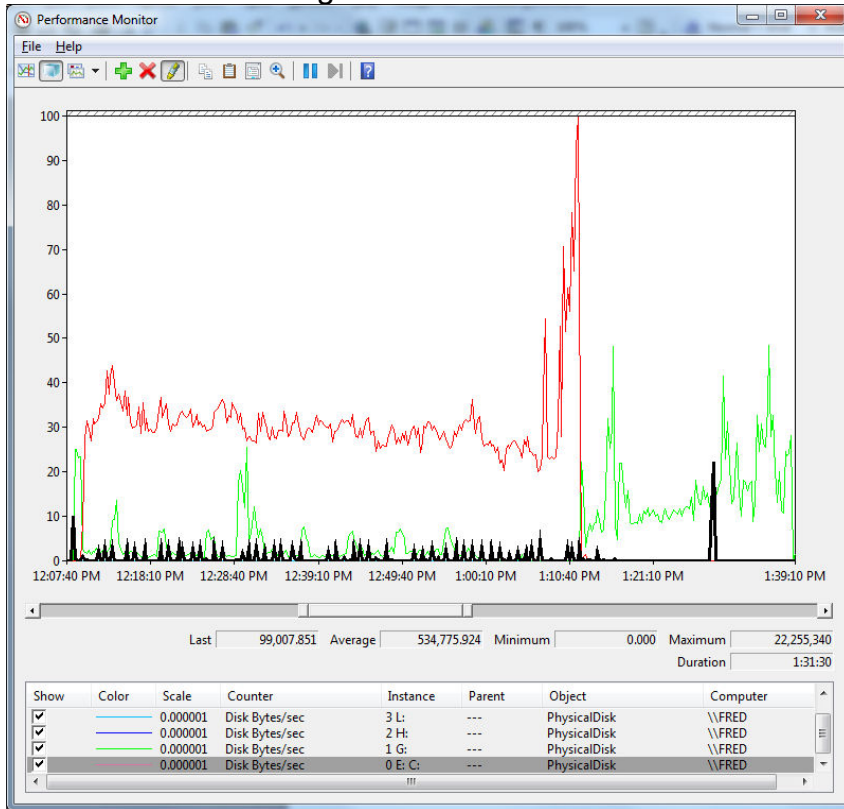 Performance Monitor
File Help
100
90
80
70
60
50
40
30
20
10
0
12:07:40 PM 12:18:10 PM 12:28:40 PM 12:39:10 PM 12:49:40 PM 1:00:10 PM 1:10:40 PM 1:21:10 PM 1:39:10 PM
Last 99,007.851 Average 534,775.924 Minimum 0.000 Maximum 22,255,340
Duration 1:31:30
Show Color Scale Counter Instance Parent Object Computer
0.000001 Disk Bytes/sec 3 L: --- PhysicalDisk \\FRED
0.000001 Disk Bytes/sec 2 H: --- PhysicalDisk \\FRED
0.000001 Disk Bytes/sec 1 G: --- PhysicalDisk \\FRED
0.000001 Disk Bytes/sec 0 E: C: --- PhysicalDisk \\FRED